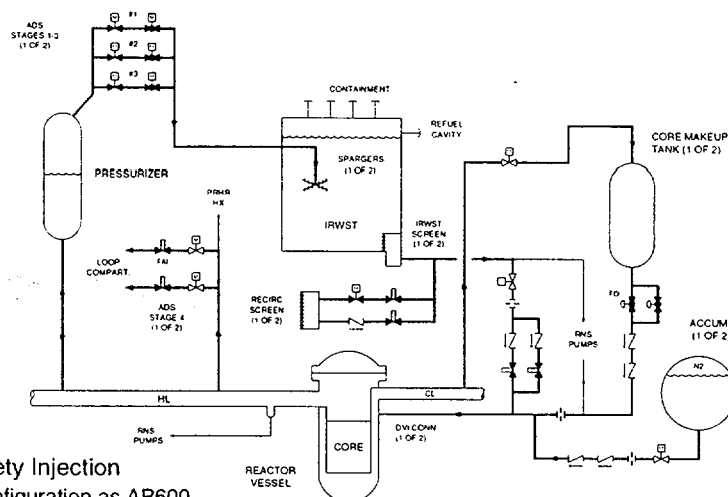 ADS
STAGES 1-3
(1 OF 2)
#1
#2
#3
CONTAINMENT
REFUEL
CAVITY
SPARGERS
(1 OF 2)
IRWST
IRWST
SCREEN
(1 OF 2)
CORE MAKEUP
TANK (1 OF 2)
PRESSURIZER
PRHR
HX
LOOP
COMPART.
FAI
ADS
STAGE 4
(1 OF 2)
RECIRC
SCREEN
(1 OF 2)
RNS
PUMPS
FO
ACCUM
(1 OF 2
N2
HL
CL
RNS
PUMPS
CORE
DVI CONN
(1 OF 2)
REACTOR
VESSEL
ety Injection
nfiguration as AP600